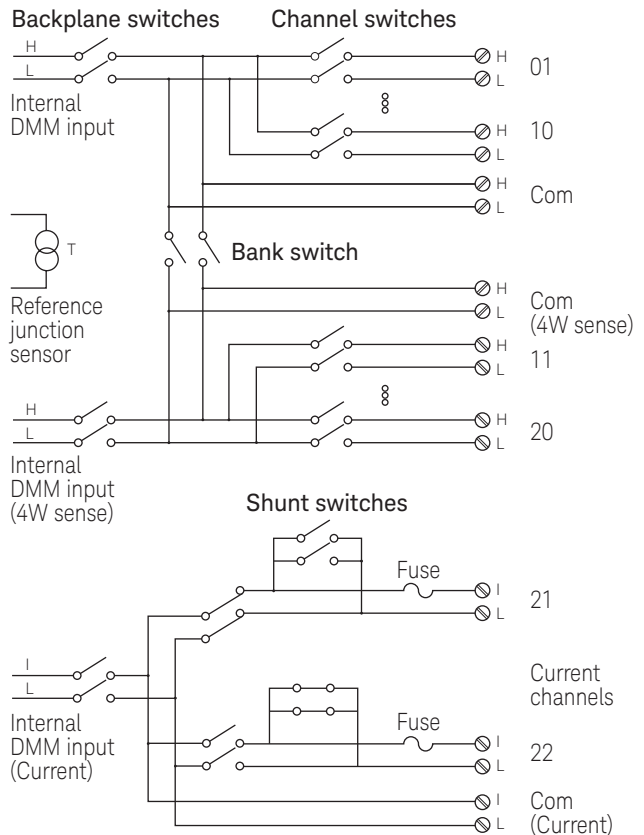 Backplane switches
Channel switches
H
L
Internal
DMM input
H
L
01
H
L
10
H
L
Com
T
Reference
junction
sensor
Bank switch
H
L
Com
(4W sense)
H
L
11
H
L
20
H
L
Internal
DMM input
(4W sense)
Shunt switches
Fuse
I
L
21
I
L
Internal
DMM input
(Current)
Current
channels
Fuse
I
L
22
I
L
Com
(Current)